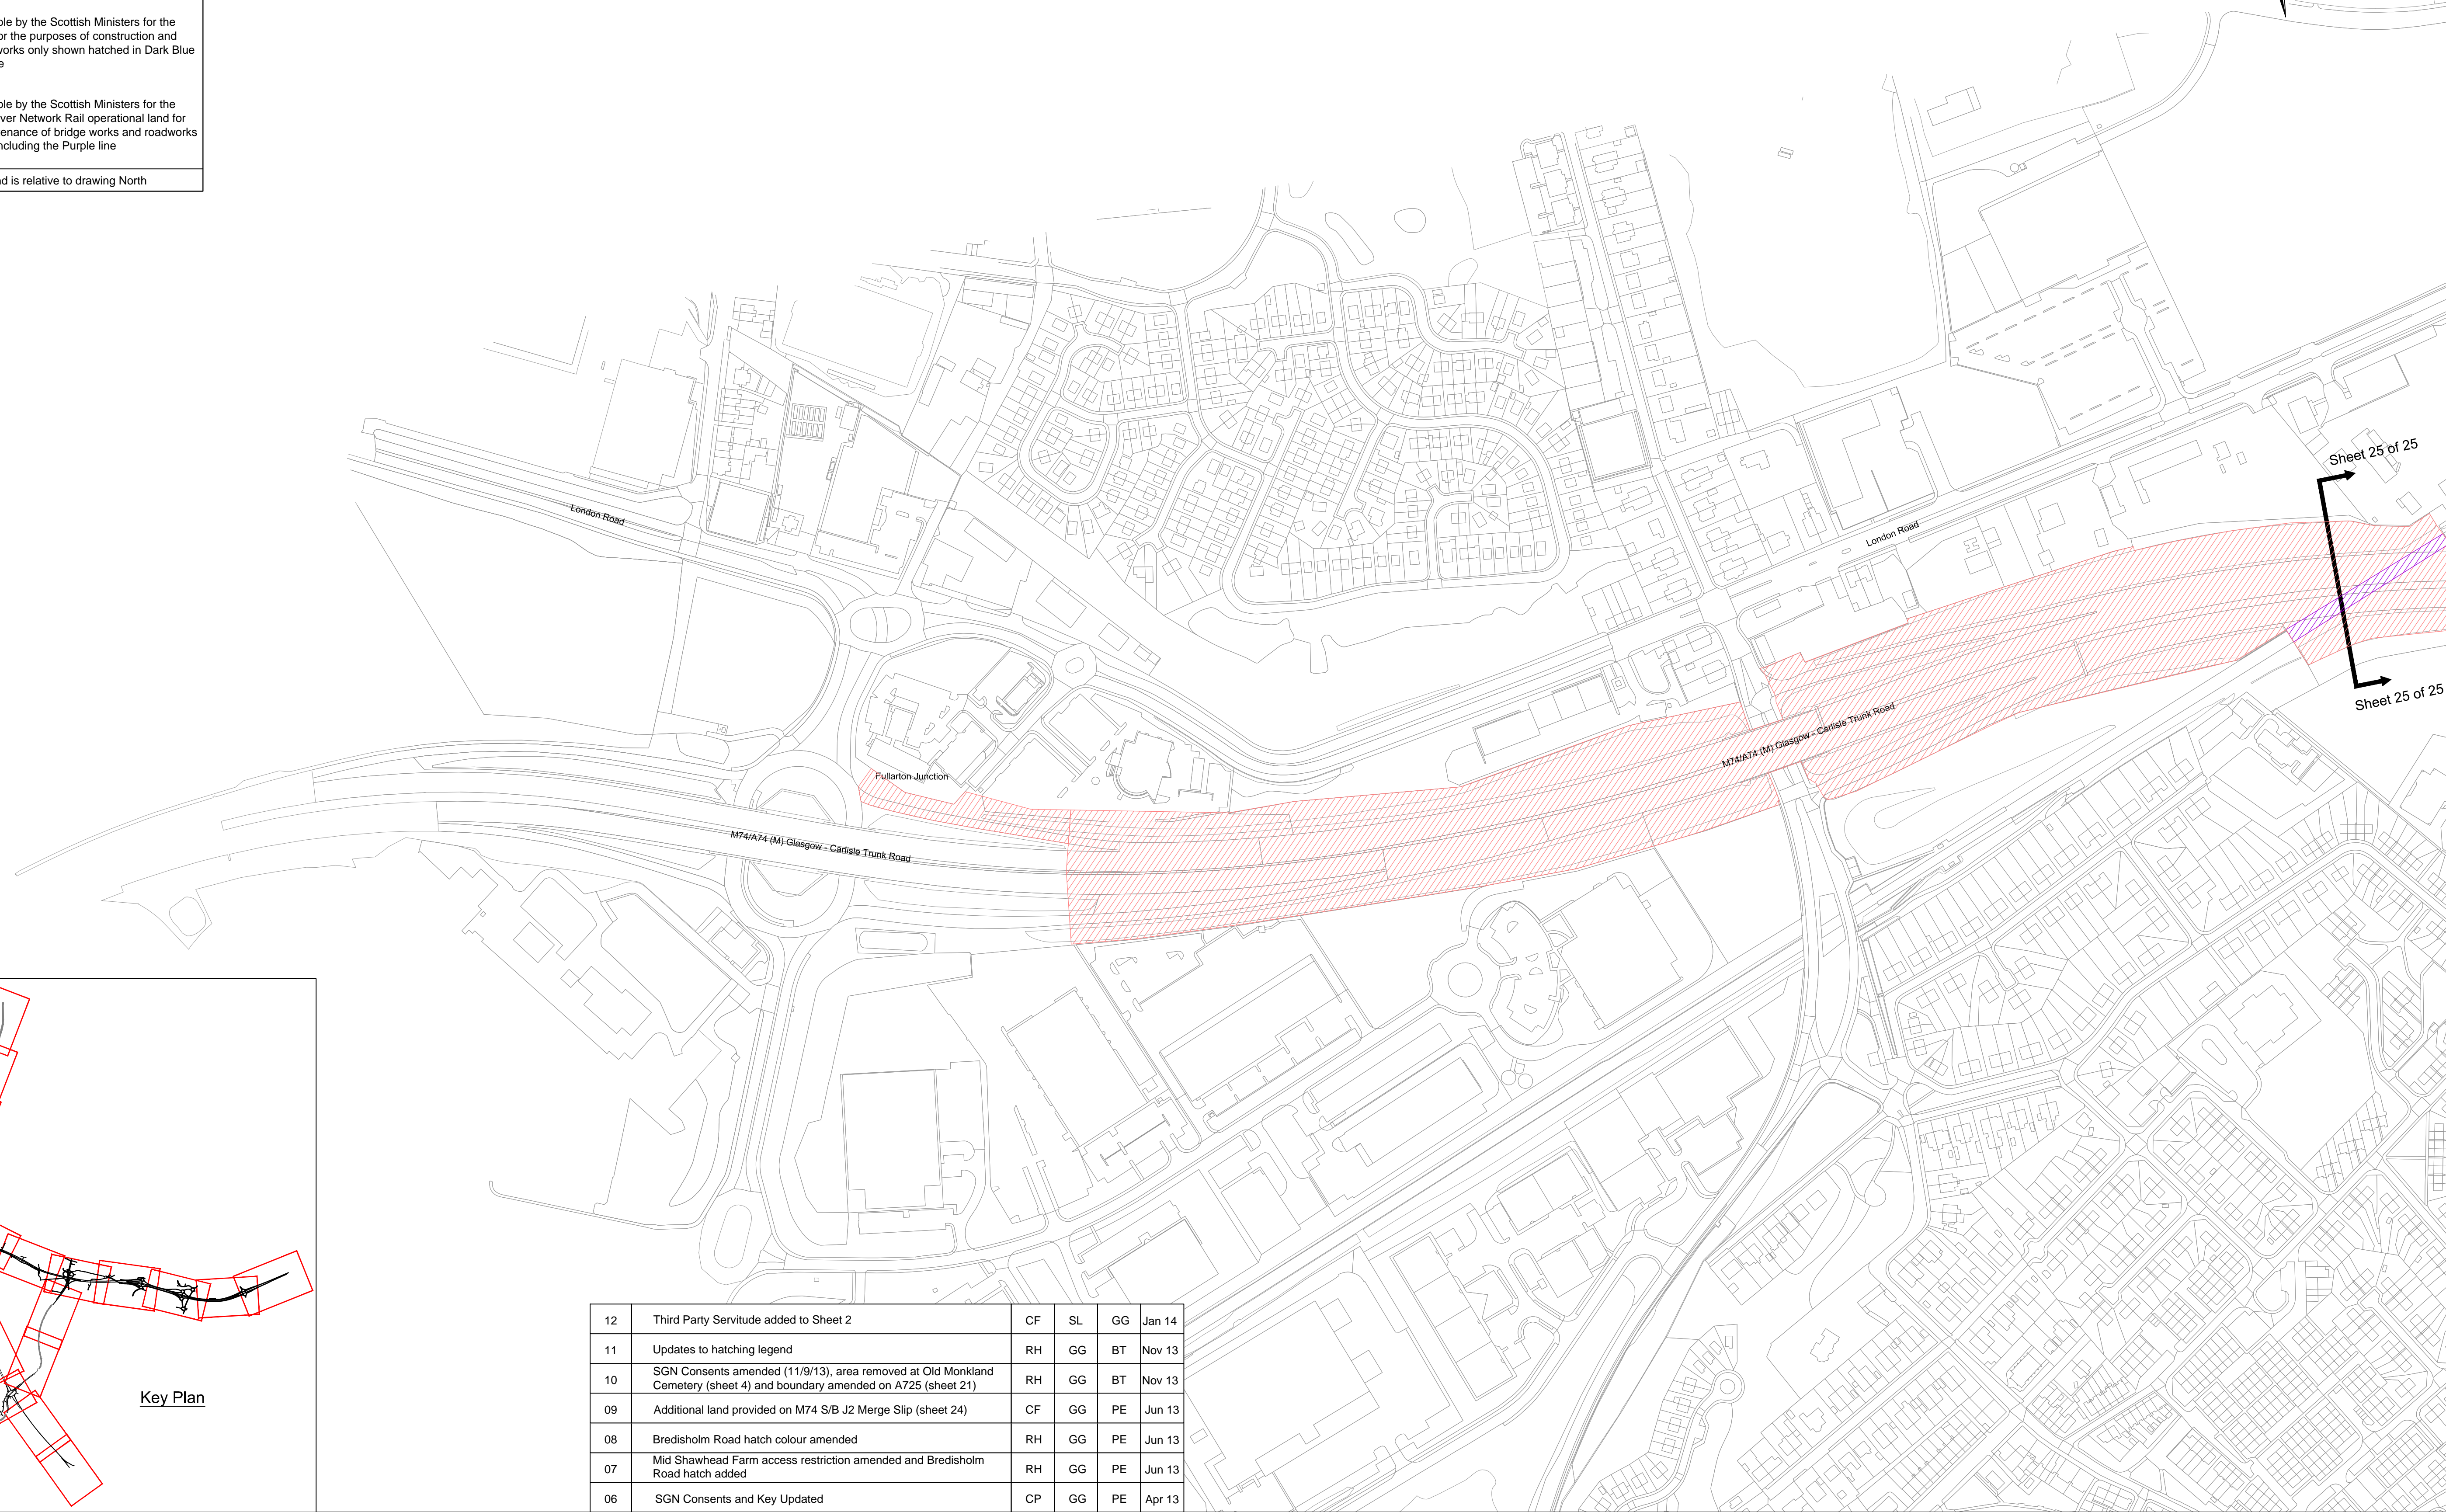 ble by the Scottish Ministers for the
or the purposes of construction and
works only shown hatched in Dark Blue
e
ble by the Scottish Ministers for the
ver Network Rail operational land for
enance of bridge works and roadworks
ncluding the Purple line
nd is relative to drawing North
London Road
London Road
Sheet 25 of 25
Sheet 25 of 25
M74/A74 (M) Glasgow - Carlisle Trunk Road
Fullarton Junction
M74/A74 (M) Glasgow - Carlisle Trunk Road
Key Plan
12 Third Party Servitude added to Sheet 2 CF SL GG Jan 14
11 Updates to hatching legend RH GG BT Nov 13
10 SGN Consents amended (11/9/13), area removed at Old Monkland
Cemetery (sheet 4) and boundary amended on A725 (sheet 21) RH GG BT Nov 13
09 Additional land provided on M74 S/B J2 Merge Slip (sheet 24) CF GG PE Jun 13
08 Bredisholm Road hatch colour amended RH GG PE Jun 13
07 Mid Shawhead Farm access restriction amended and Bredisholm
Road hatch added RH GG PE Jun 13
06 SGN Consents and Key Updated CP GG PE Apr 13